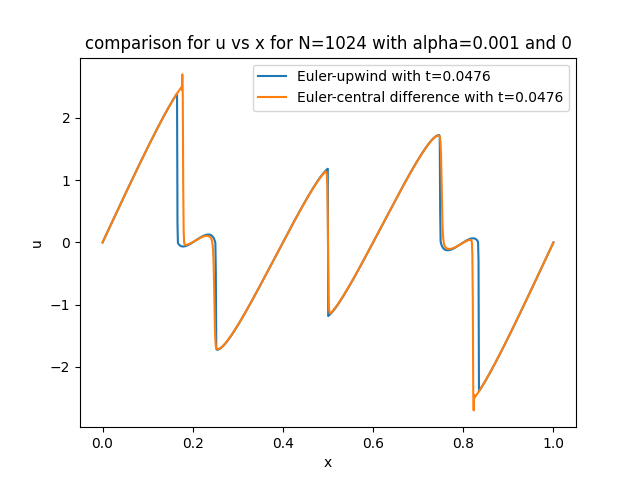 comparison for u vs x for N=1024 with alpha=0.001 and 0
Euler-upwind with t=0.0476
Euler-central difference with t=0.0476
2
1
0
−1
−2
u
0.0 0.2 0.4 0.6 0.8 1.0
x